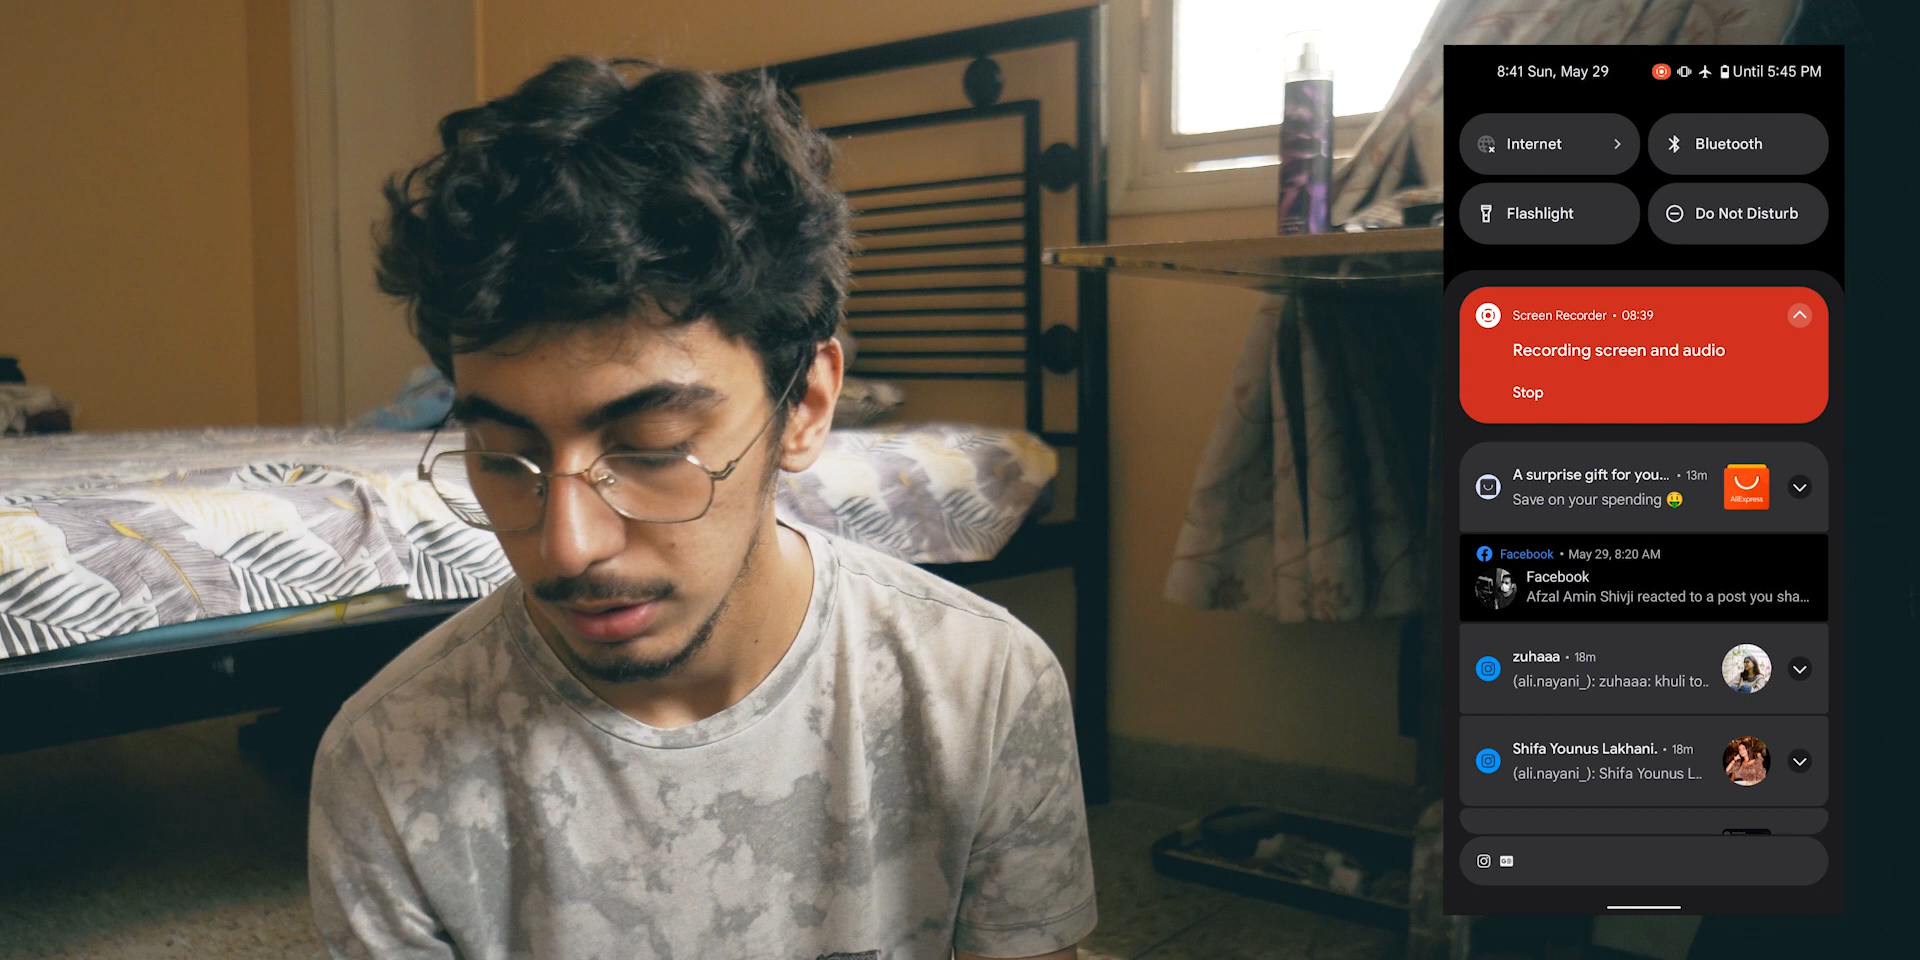 8:41 Sun, May 29 Until 5:45 PM
Internet Bluetooth
Flashlight Do Not Disturb
Screen Recorder • 08:39
Recording screen and audio
Stop
A surprise gift for you... • 13m
Save on your spending 🤑
AliExpress
Facebook • May 29, 8:20 AM
Facebook
Afzal Amin Shivji reacted to a post you sha...
zuhaaa • 18m
(ali.nayani_): zuhaaa: khuli to..
Shifa Younus Lakhani. • 18m
(ali.nayani_): Shifa Younus L..